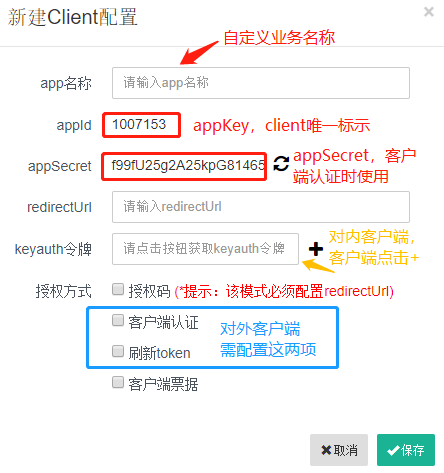 新建Client配置
×
自定义业务名称
app名称
请输入app名称
appId
1007153
appKey，client唯一标示
appSecret
f99fU25g2A25kpG81465
appSecret，客户
端认证时使用
redirectUrl
请输入redirectUrl
keyauth令牌
请点击按钮获取keyauth令牌
对内客户端，
客户端点击+
授权方式
授权码 (*提示：该模式必须配置redirectUrl)
客户端认证
刷新token
对外客户端
需配置这两项
客户端票据
取消
保存